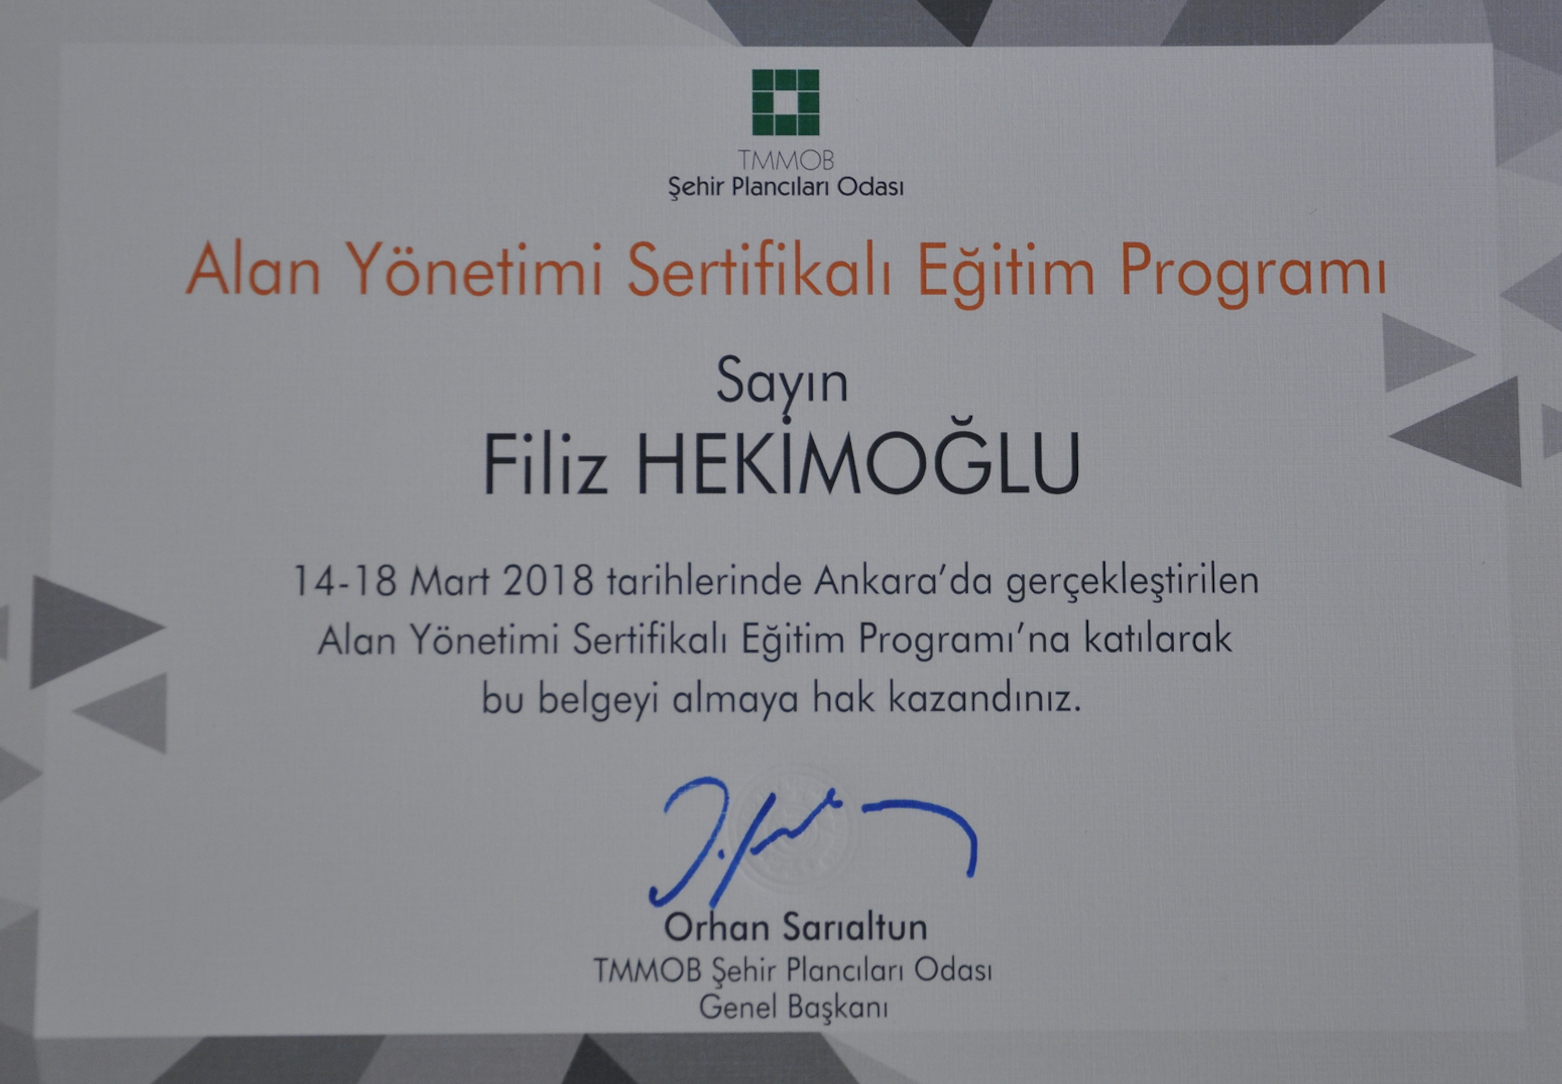 TMMOB
Şehir Plancıları Odası
Alan Yönetimi Sertifikalı Eğitim Programı
Sayın
Filiz HEKİMOĞLU
14-18 Mart 2018 tarihlerinde Ankara'da gerçekleştirilen
Alan Yönetimi Sertifikalı Eğitim Programı'na katılarak
bu belgeyi almaya hak kazandınız.
Orhan Sarıaltun
TMMOB Şehir Plancıları Odası
Genel Başkanı